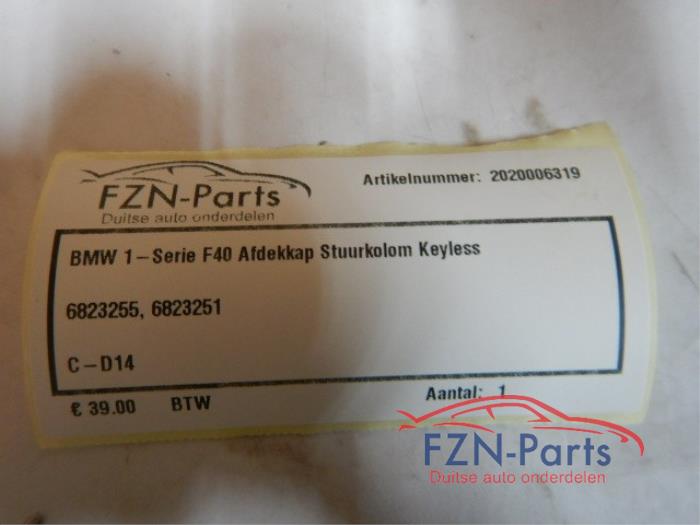 FZN-Parts
Duitse auto onderdelen
Artikelnummer: 2020006319
BMW 1-Serie F40 Afdekkap Stuurkolom Keyless
6823255, 6823251
C-D14
€ 39.00 BTW Aantal: 1
FZN-Parts
Duitse auto onderdelen